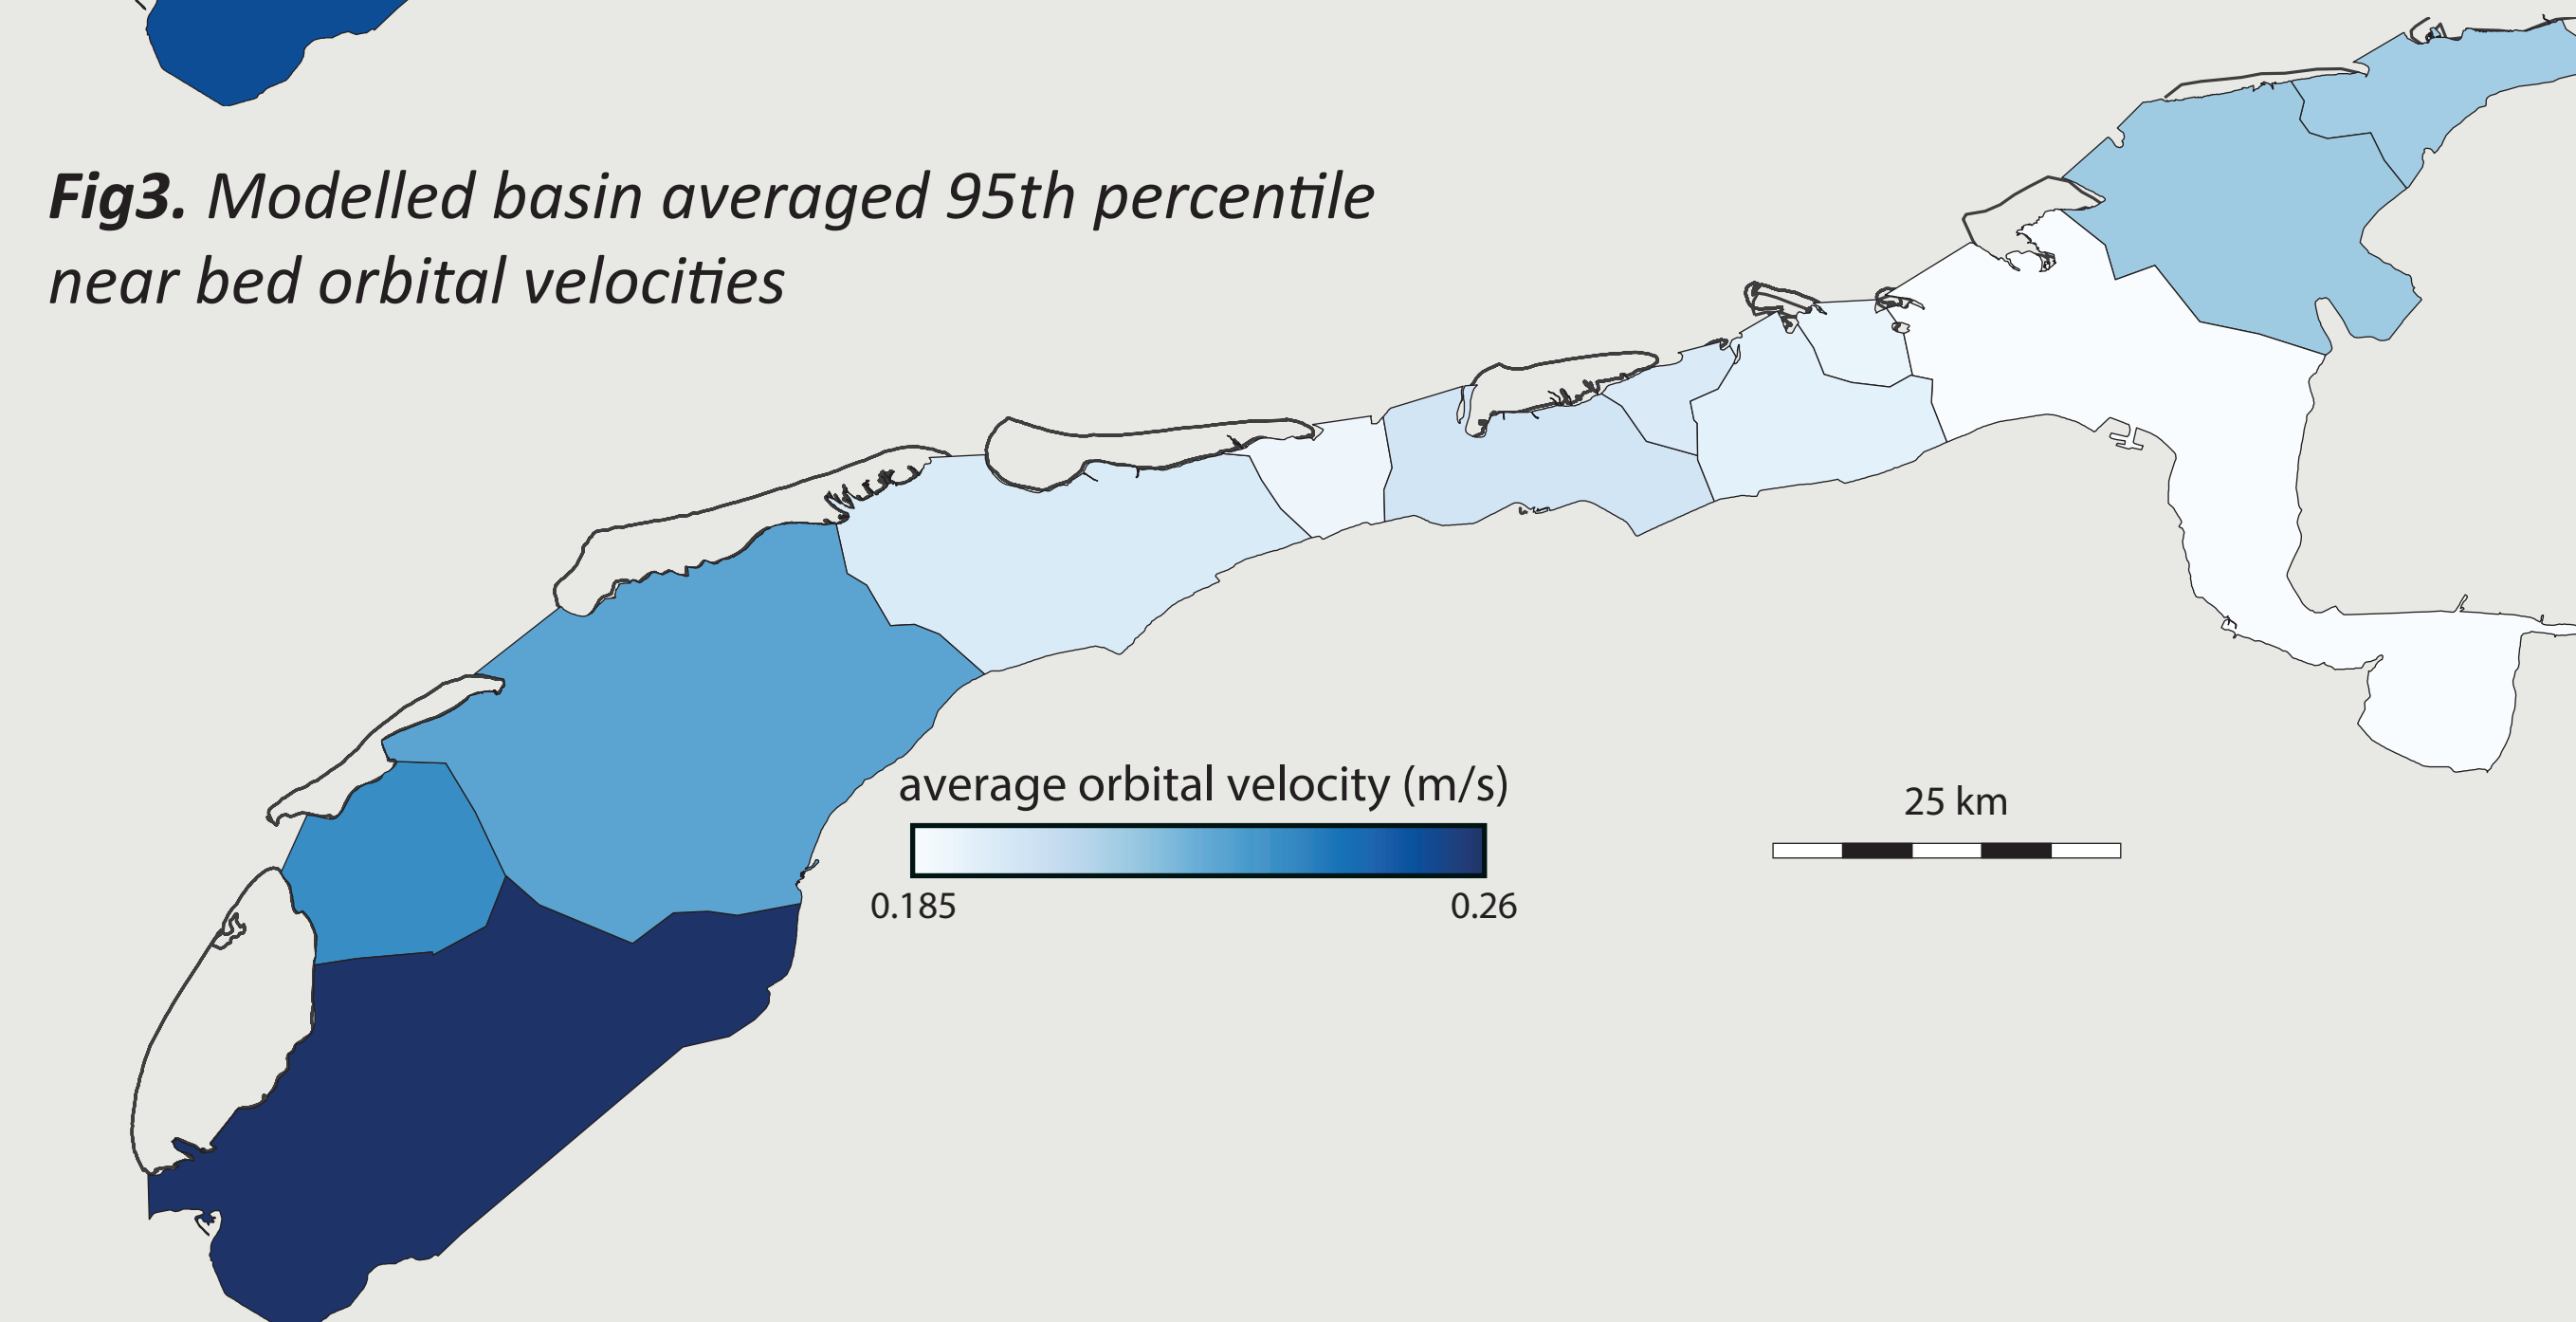 Fig3. Modelled basin averaged 95th percentile
near bed orbital velocities
average orbital velocity (m/s)
0.185
0.26
25 km